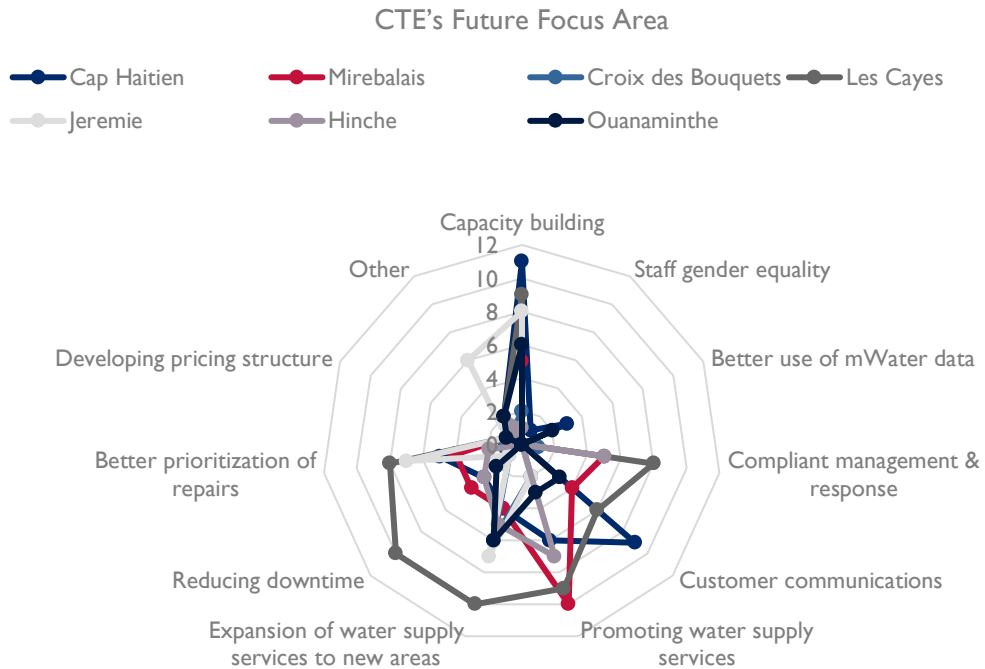 CTE's Future Focus Area
Cap Haitien
Mirebalais
Croix des Bouquets
Les Cayes
Jeremie
Hinche
Ouanaminthe
Capacity building
12
10
8
6
4
2
0
Staff gender equality
Better use of mWater data
Compliant management &
response
Customer communications
Promoting water supply
services
Expansion of water supply
services to new areas
Reducing downtime
Better prioritization of
repairs
Developing pricing structure
Other